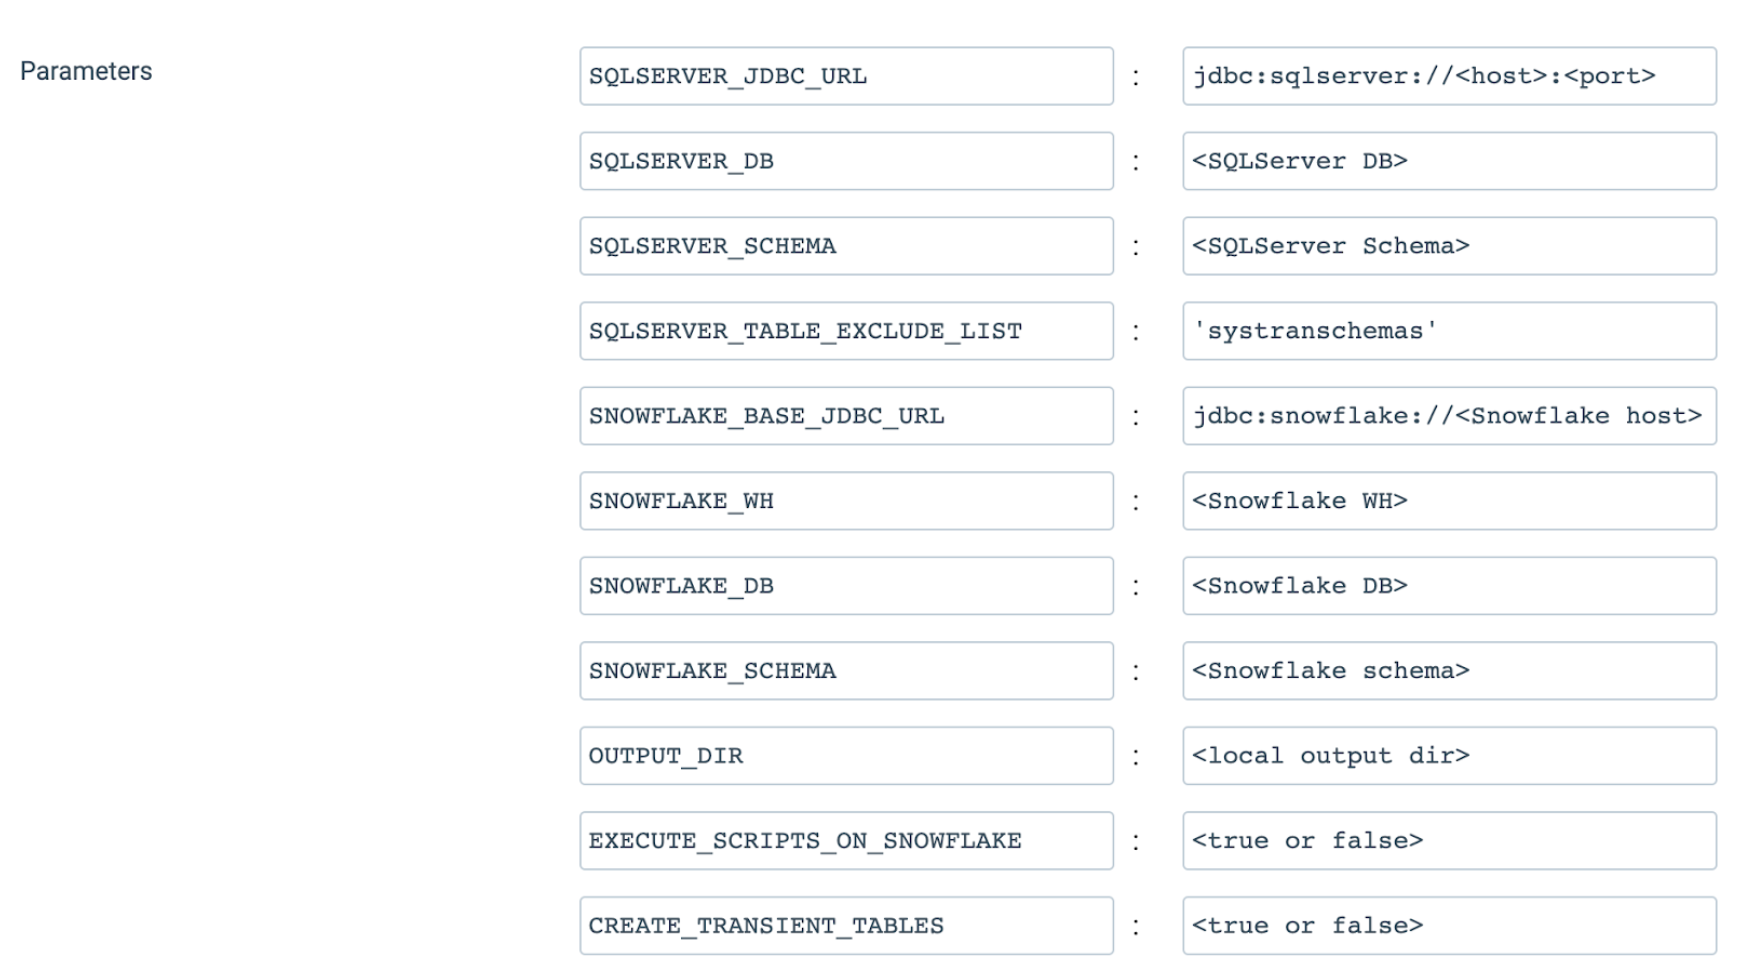 Parameters
SQLSERVER_JDBC_URL : jdbc:sqlserver://<host>:<port>
SQLSERVER_DB : <SQLServer DB>
SQLSERVER_SCHEMA : <SQLServer Schema>
SQLSERVER_TABLE_EXCLUDE_LIST : 'systranschemas'
SNOWFLAKE_BASE_JDBC_URL : jdbc:snowflake://<Snowflake host>
SNOWFLAKE_WH : <Snowflake WH>
SNOWFLAKE_DB : <Snowflake DB>
SNOWFLAKE_SCHEMA : <Snowflake schema>
OUTPUT_DIR : <local output dir>
EXECUTE_SCRIPTS_ON_SNOWFLAKE : <true or false>
CREATE_TRANSIENT_TABLES : <true or false>